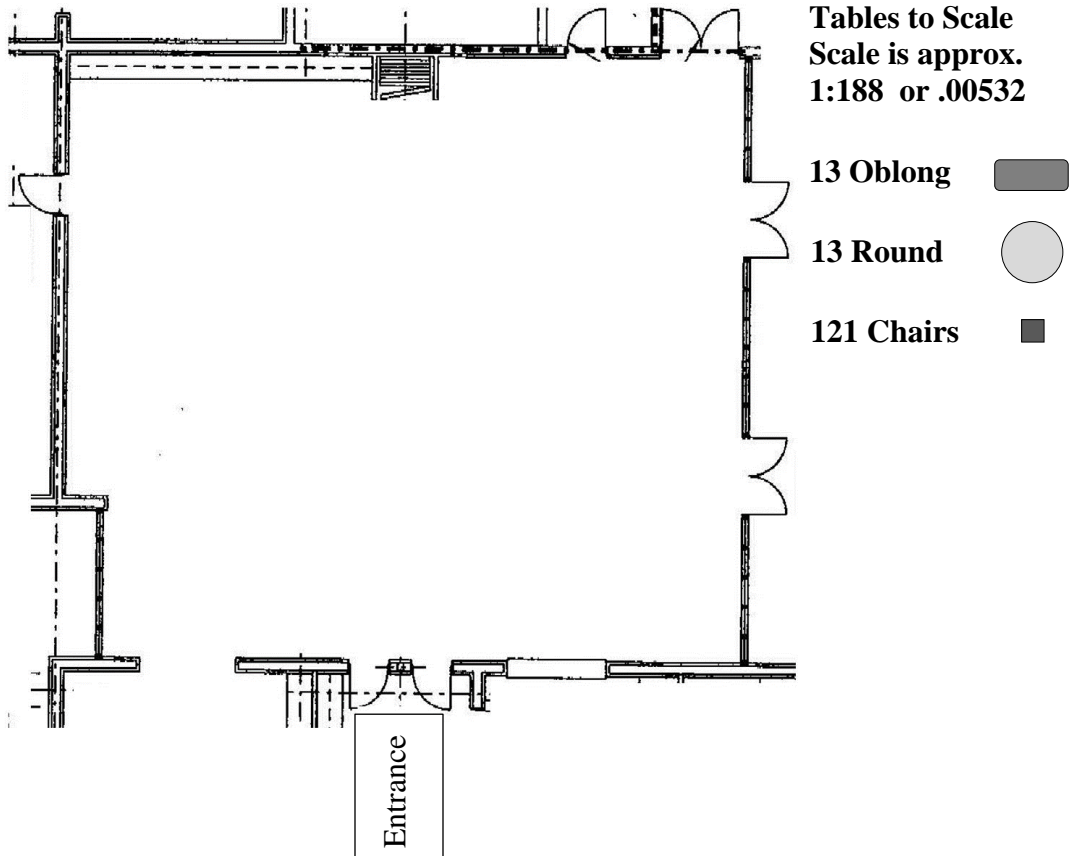 Tables to Scale
Scale is approx.
1:188 or .00532
13 Oblong
13 Round
121 Chairs
Entrance